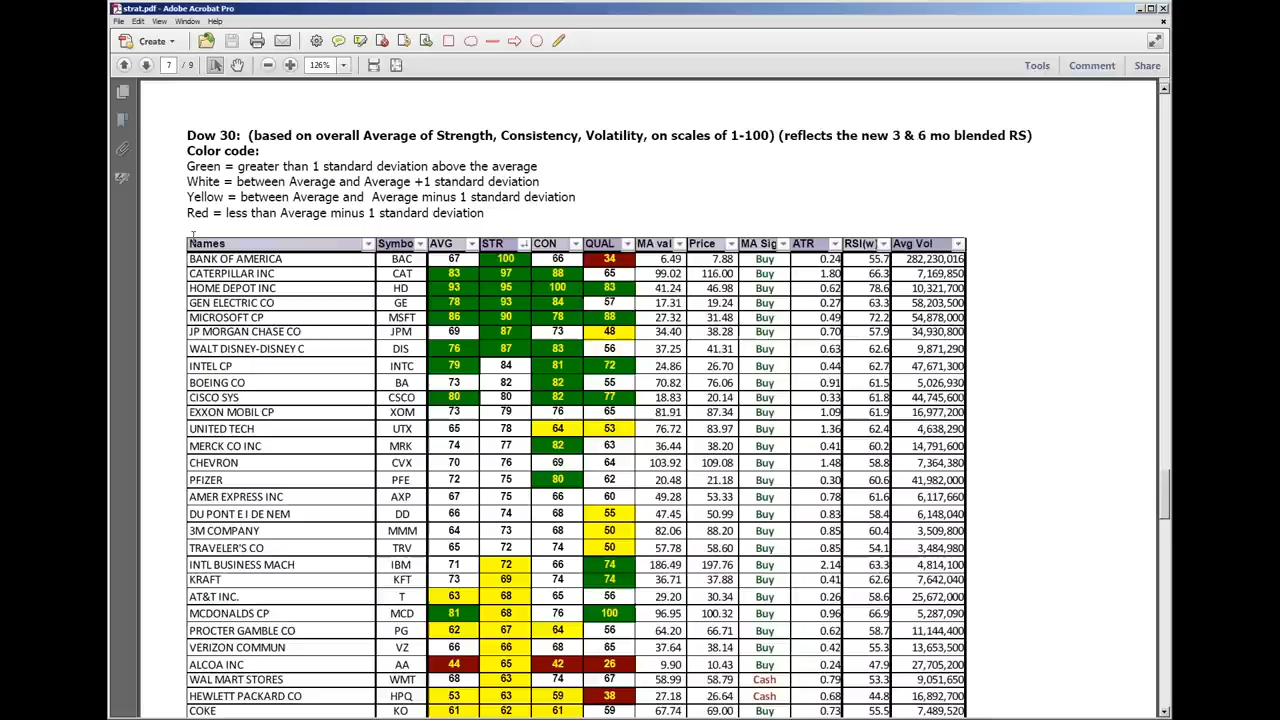 strat.pdf - Adobe Acrobat Pro
File Edit View Window Help
Create
7 / 9 126% Tools Comment Share
Dow 30: (based on overall Average of Strength, Consistency, Volatility, on scales of 1-100) (reflects the new 3 & 6 mo blended RS)
Color code:
Green = greater than 1 standard deviation above the average
White = between Average and Average +1 standard deviation
Yellow = between Average and Average minus 1 standard deviation
Red = less than Average minus 1 standard deviation
Names Symbo AVG STR CON QUAL MA val Price MA Sig ATR RSI(w) Avg Vol
BANK OF AMERICA BAC 67 100 66 34 6.49 7.88 Buy 0.24 55.7 282,230,016
CATERPILLAR INC CAT 83 97 88 65 99.02 116.00 Buy 1.80 66.3 7,169,850
HOME DEPOT INC HD 93 95 100 83 41.24 46.98 Buy 0.62 78.6 10,321,700
GEN ELECTRIC CO GE 78 93 84 57 17.31 19.24 Buy 0.27 63.3 58,203,500
MICROSOFT CP MSFT 86 90 78 88 27.32 31.48 Buy 0.49 72.2 54,878,000
JP MORGAN CHASE CO JPM 69 87 73 48 34.40 38.28 Buy 0.70 57.9 34,930,800
WALT DISNEY-DISNEY C DIS 76 87 83 56 37.25 41.31 Buy 0.63 62.6 9,871,290
INTEL CP INTC 79 84 81 72 24.86 26.70 Buy 0.44 62.7 47,671,300
BOEING CO BA 73 82 82 55 70.82 76.06 Buy 0.91 61.5 5,026,930
CISCO SYS CSCO 80 80 82 77 18.83 20.14 Buy 0.33 61.8 44,745,600
EXXON MOBIL CP XOM 73 79 76 65 81.91 87.34 Buy 1.09 61.9 16,977,200
UNITED TECH UTX 65 78 64 53 76.72 83.97 Buy 1.36 62.4 4,638,290
MERCK CO INC MRK 74 77 82 63 36.44 38.20 Buy 0.41 60.2 14,791,600
CHEVRON CVX 70 76 69 64 103.92 109.08 Buy 1.48 58.8 7,364,380
PFIZER PFE 72 75 80 62 20.48 21.18 Buy 0.30 60.6 41,982,000
AMER EXPRESS INC AXP 67 75 66 60 49.28 53.33 Buy 0.78 61.6 6,117,660
DU PONT E I DE NEM DD 66 74 68 55 47.45 50.99 Buy 0.83 58.4 6,148,040
3M COMPANY MMM 64 73 68 50 82.06 88.20 Buy 0.85 60.4 3,509,800
TRAVELER'S CO TRV 65 72 74 50 57.78 58.60 Buy 0.85 54.1 3,484,980
INTL BUSINESS MACH IBM 71 72 66 74 186.49 197.76 Buy 2.14 63.3 4,814,100
KRAFT KFT 73 69 74 74 36.71 37.88 Buy 0.41 62.6 7,642,040
AT&T INC. T 63 68 65 56 29.20 30.34 Buy 0.26 58.6 25,672,000
MCDONALDS CP MCD 81 68 76 100 96.95 100.32 Buy 0.96 66.9 5,287,090
PROCTER GAMBLE CO PG 62 67 64 56 64.20 66.71 Buy 0.62 58.7 11,144,400
VERIZON COMMUN VZ 66 66 68 65 37.64 38.14 Buy 0.42 55.3 13,653,500
ALCOA INC AA 44 65 42 26 9.90 10.43 Buy 0.24 47.9 27,705,200
WAL MART STORES WMT 68 63 74 67 58.99 58.79 Cash 0.79 53.3 9,051,650
HEWLETT PACKARD CO HPQ 53 63 59 38 27.18 26.64 Cash 0.68 44.8 16,892,700
COKE KO 61 62 61 59 67.74 69.00 Buy 0.73 55.5 7,489,520